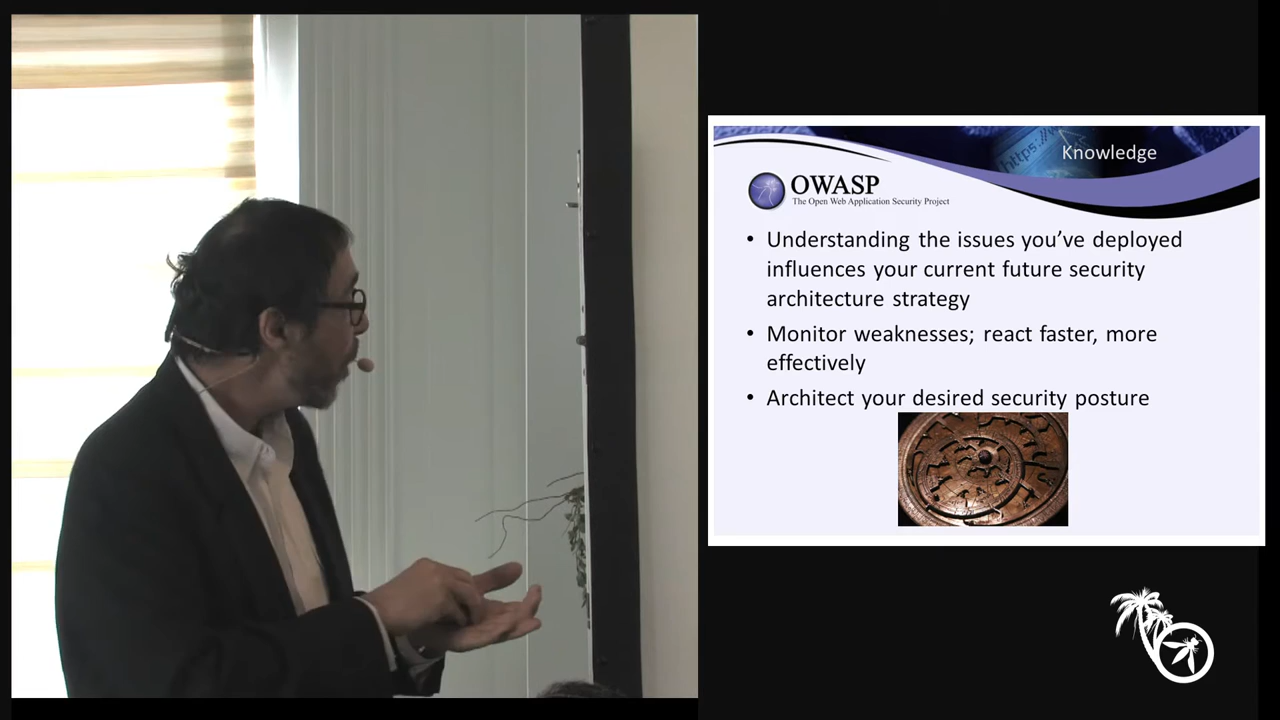 https://
Knowledge
OWASP
The Open Web Application Security Project
• Understanding the issues you’ve deployed
influences your current future security
architecture strategy
• Monitor weaknesses; react faster, more
effectively
• Architect your desired security posture